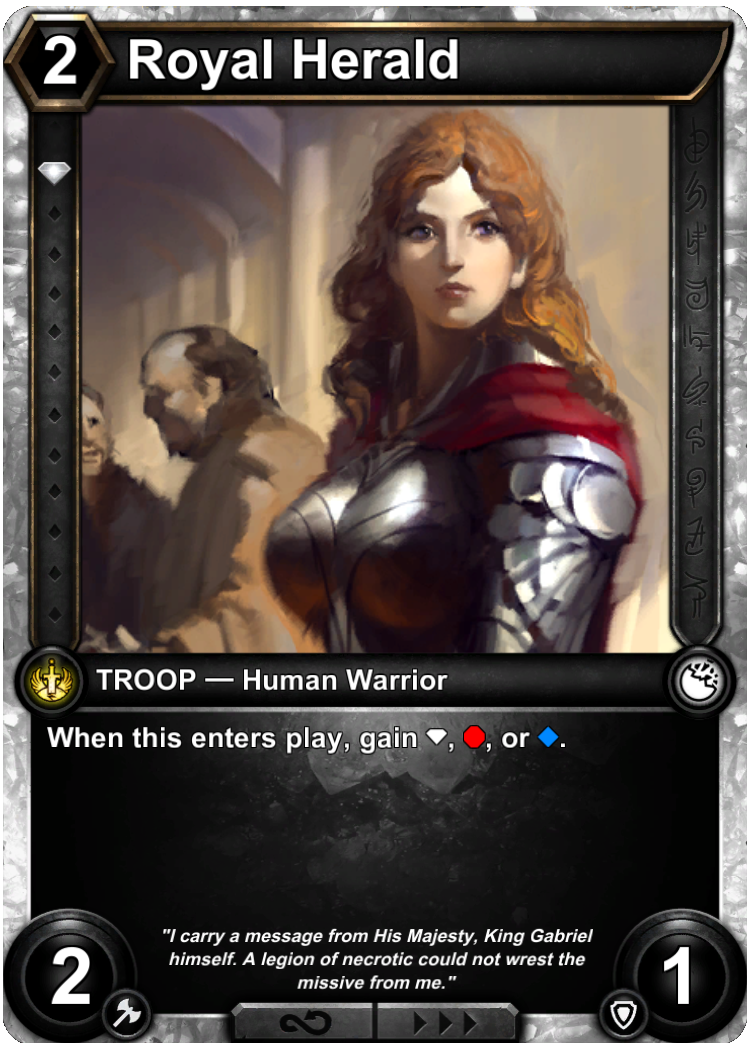 2 Royal Herald
TROOP — Human Warrior
When this enters play, gain , , or .
"I carry a message from His Majesty, King Gabriel
himself. A legion of necrotic could not wrest the
missive from me."
2 1